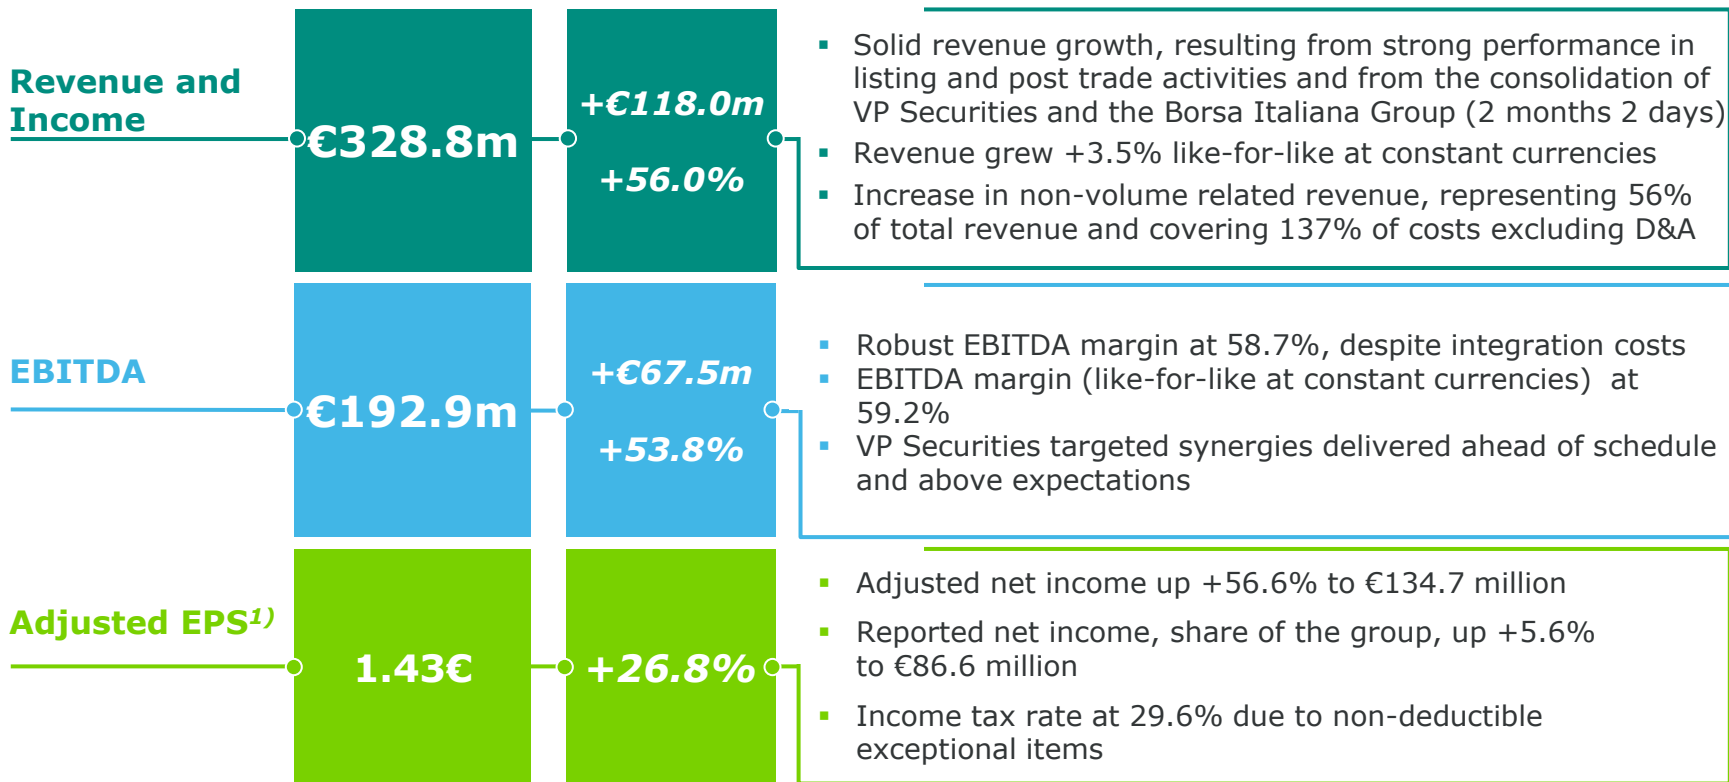 Revenue and
Income
€328.8m
+€118.0m
+56.0%
▪ Solid revenue growth, resulting from strong performance in
listing and post trade activities and from the consolidation of
VP Securities and the Borsa Italiana Group (2 months 2 days)
▪ Revenue grew +3.5% like-for-like at constant currencies
▪ Increase in non-volume related revenue, representing 56%
of total revenue and covering 137% of costs excluding D&A
EBITDA
€192.9m
+€67.5m
+53.8%
▪ Robust EBITDA margin at 58.7%, despite integration costs
▪ EBITDA margin (like-for-like at constant currencies) at
59.2%
▪ VP Securities targeted synergies delivered ahead of schedule
and above expectations
Adjusted EPS1)
1.43€
+26.8%
▪ Adjusted net income up +56.6% to €134.7 million
▪ Reported net income, share of the group, up +5.6%
to €86.6 million
▪ Income tax rate at 29.6% due to non-deductible
exceptional items